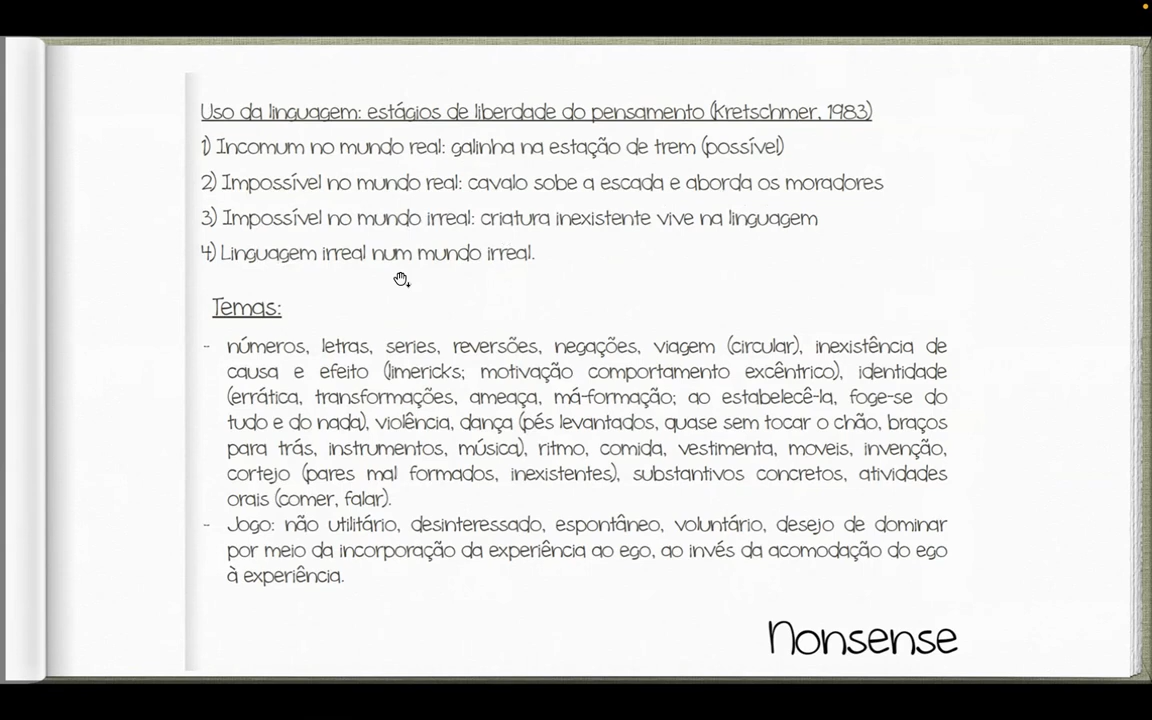 Uso da linguagem: estágios de liberdade do pensamento (Kretschmer, 1983)
1) Incomum no mundo real: galinha na estação de trem (possível)
2) Impossível no mundo real: cavalo sobe a escada e aborda os moradores
3) Impossível no mundo irreal: criatura inexistente vive na linguagem
4) Linguagem irreal num mundo irreal.
Temas:
- números, letras, series, reversões, negações, viagem (circular), inexistência de
causa e efeito (limericks; motivação comportamento excêntrico), identidade
(errática, transformações, ameaça, má-formação; ao estabelecê-la, foge-se do
tudo e do nada), violência, dança (pés levantados, quase sem tocar o chão, braços
para trás, instrumentos, música), ritmo, comida, vestimenta, moveis, invenção,
cortejo (pares mal formados, inexistentes), substantivos concretos, atividades
orais (comer, falar).
- Jogo: não utilitário, desinteressado, espontâneo, voluntário, desejo de dominar
por meio da incorporação da experiência ao ego, ao invés da acomodação do ego
à experiência.
Nonsense